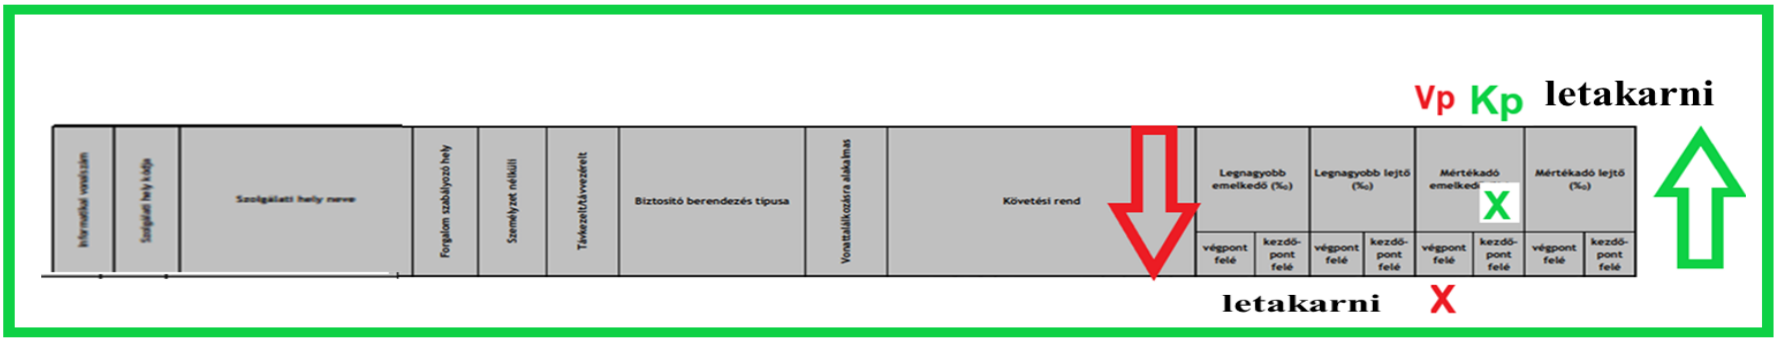 Vp Kp letakarni
Informatikai vonalszám
Szolgálati hely kódja
Szolgálati hely neve
Forgalom szabályozó hely
Személyzet nélküli
Távkezelt/távvezérelt
Biztosító berendezés típusa
Vonattalálkozásra alakalmas
Követési rend
Legnagyobb
emelkedő (‰)
Legnagyobb lejtő
(‰)
Mértékadó
emelked
X
Mértékadó lejtő
(‰)
végpont
felé
kezdő-
pont
felé
végpont
felé
kezdő-
pont
felé
végpont
felé
kezdő-
pont
felé
végpont
felé
kezdő-
pont
felé
letakarni X